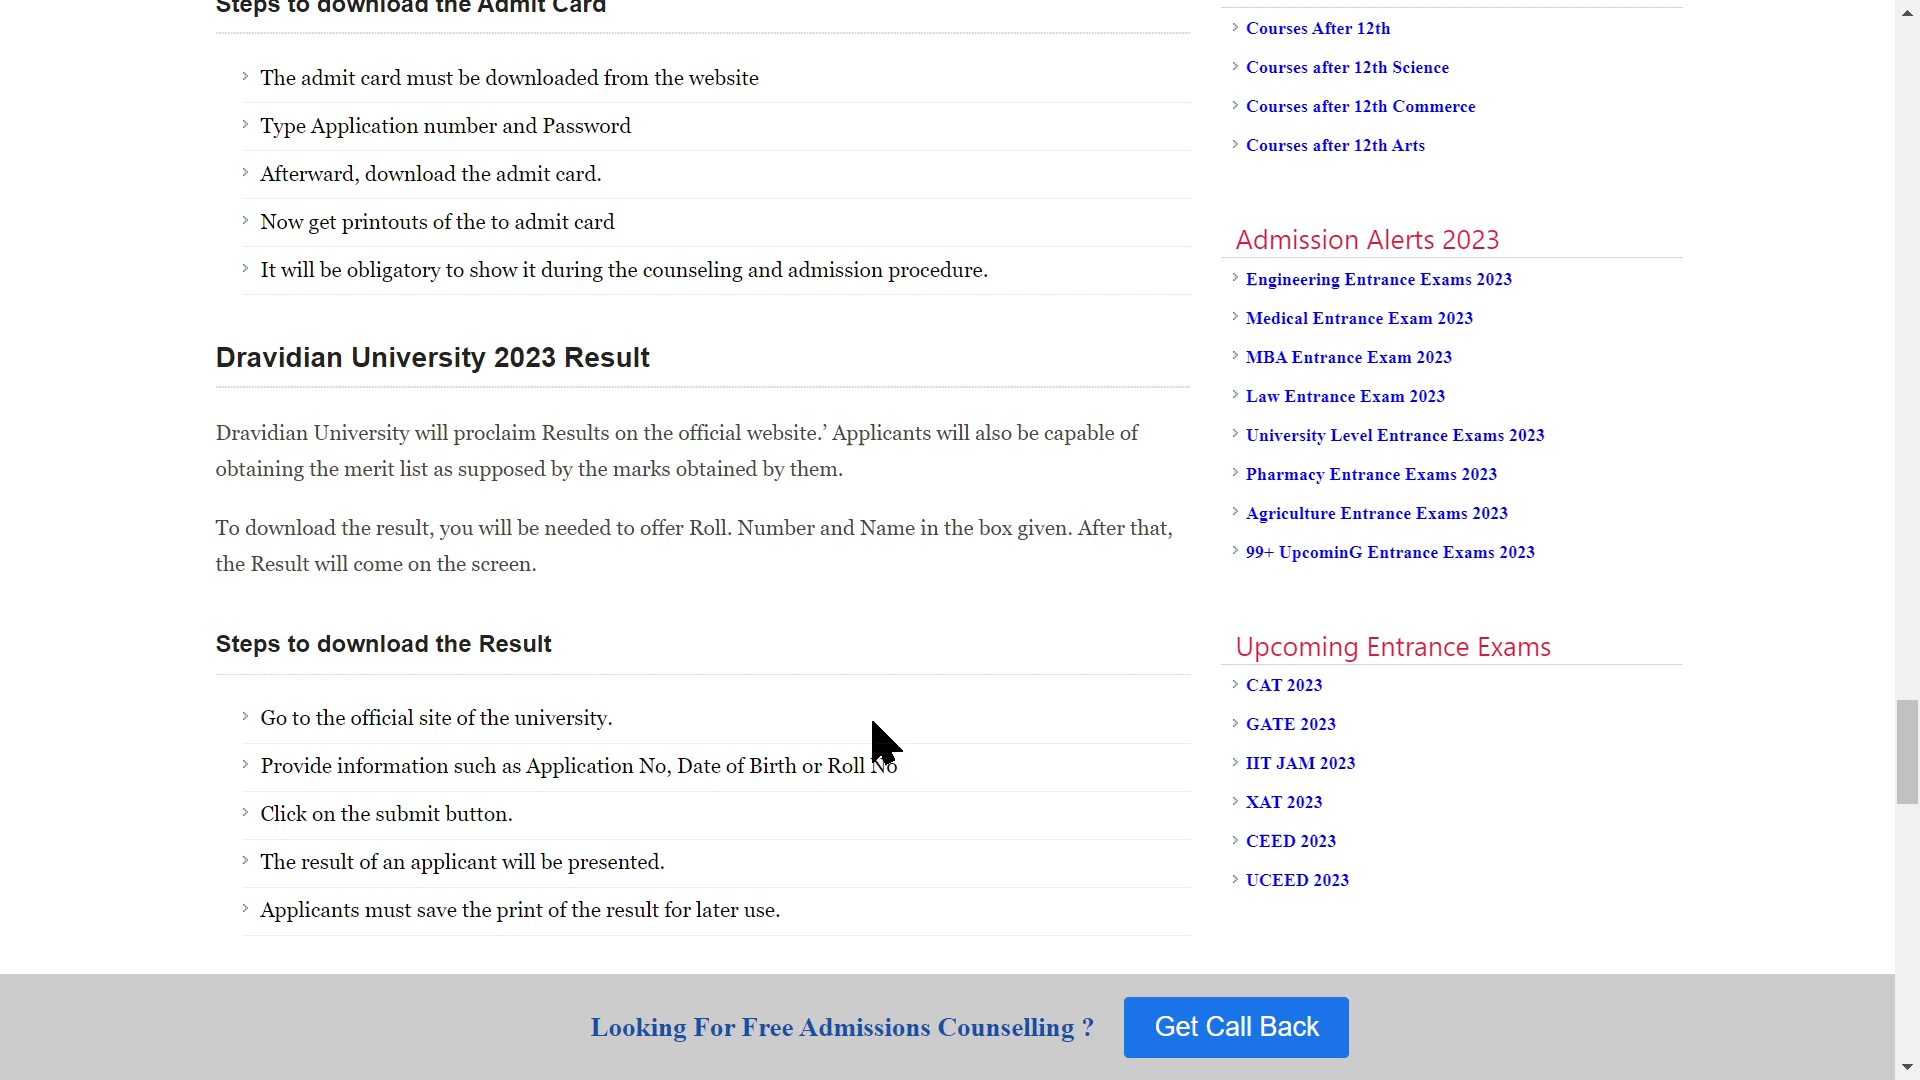 Steps to download the Admit Card
The admit card must be downloaded from the website
Type Application number and Password
Afterward, download the admit card.
Now get printouts of the to admit card
It will be obligatory to show it during the counseling and admission procedure.
Dravidian University 2023 Result
Dravidian University will proclaim Results on the official website.’ Applicants will also be capable of
obtaining the merit list as supposed by the marks obtained by them.
To download the result, you will be needed to offer Roll. Number and Name in the box given. After that,
the Result will come on the screen.
Steps to download the Result
Go to the official site of the university.
Provide information such as Application No, Date of Birth or Roll No
Click on the submit button.
The result of an applicant will be presented.
Applicants must save the print of the result for later use.
Courses After 12th
Courses after 12th Science
Courses after 12th Commerce
Courses after 12th Arts
Admission Alerts 2023
Engineering Entrance Exams 2023
Medical Entrance Exam 2023
MBA Entrance Exam 2023
Law Entrance Exam 2023
University Level Entrance Exams 2023
Pharmacy Entrance Exams 2023
Agriculture Entrance Exams 2023
99+ UpcominG Entrance Exams 2023
Upcoming Entrance Exams
CAT 2023
GATE 2023
IIT JAM 2023
XAT 2023
CEED 2023
UCEED 2023
Looking For Free Admissions Counselling ?
Get Call Back